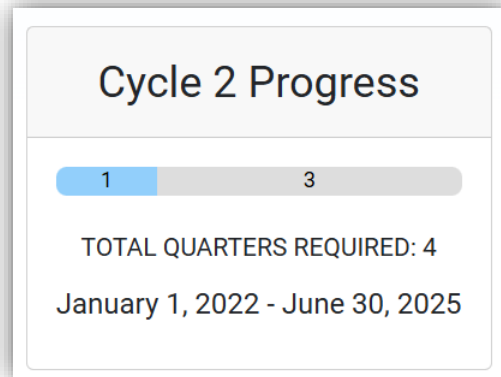 Cycle 2 Progress
1 3
TOTAL QUARTERS REQUIRED: 4
January 1, 2022 - June 30, 2025